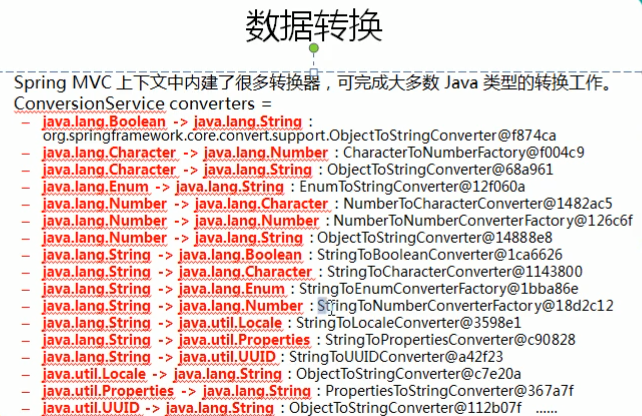 数据转换
Spring MVC 上下文中内建了很多转换器，可完成大多数 Java 类型的转换工作。
ConversionService converters =
– java.lang.Boolean -> java.lang.String :
org.springframework.core.convert.support.ObjectToStringConverter@f874ca
– java.lang.Character -> java.lang.Number : CharacterToNumberFactory@f004c9
– java.lang.Character -> java.lang.String : ObjectToStringConverter@68a961
– java.lang.Enum -> java.lang.String : EnumToStringConverter@12f060a
– java.lang.Number -> java.lang.Character : NumberToCharacterConverter@1482ac5
– java.lang.Number -> java.lang.Number : NumberToNumberConverterFactory@126c6f
– java.lang.Number -> java.lang.String : ObjectToStringConverter@14888e8
– java.lang.String -> java.lang.Boolean : StringToBooleanConverter@1ca6626
– java.lang.String -> java.lang.Character : StringToCharacterConverter@1143800
– java.lang.String -> java.lang.Enum : StringToEnumConverterFactory@1bba86e
– java.lang.String -> java.lang.Number : StringToNumberConverterFactory@18d2c12
– java.lang.String -> java.util.Locale : StringToLocaleConverter@3598e1
– java.lang.String -> java.util.Properties : StringToPropertiesConverter@c90828
– java.lang.String -> java.util.UUID : StringToUUIDConverter@a42f23
– java.util.Locale -> java.lang.String : ObjectToStringConverter@c7e20a
– java.util.Properties -> java.lang.String : PropertiesToStringConverter@367a7f
– java.util.UUID -> java.lang.String : ObjectToStringConverter@112b07f ……